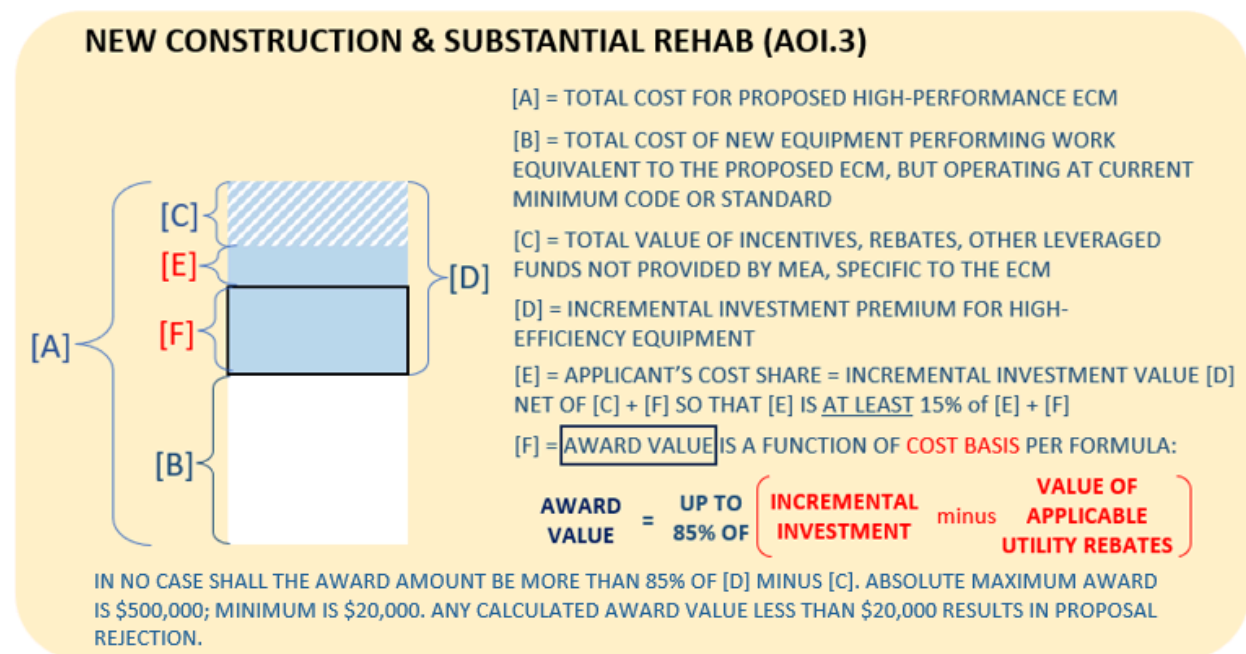 NEW CONSTRUCTION & SUBSTANTIAL REHAB (AOI.3)
[A] = TOTAL COST FOR PROPOSED HIGH-PERFORMANCE ECM
[B] = TOTAL COST OF NEW EQUIPMENT PERFORMING WORK
EQUIVALENT TO THE PROPOSED ECM, BUT OPERATING AT CURRENT
MINIMUM CODE OR STANDARD
[C] = TOTAL VALUE OF INCENTIVES, REBATES, OTHER LEVERAGED
FUNDS NOT PROVIDED BY MEA, SPECIFIC TO THE ECM
[D] = INCREMENTAL INVESTMENT PREMIUM FOR HIGH-
EFFICIENCY EQUIPMENT
[E] = APPLICANT'S COST SHARE = INCREMENTAL INVESTMENT VALUE [D]
NET OF [C] + [F] SO THAT [E] IS AT LEAST 15% of [E] + [F]
[F] = AWARD VALUE IS A FUNCTION OF COST BASIS PER FORMULA:
AWARD
VALUE
=
UP TO
85% OF
INCREMENTAL
INVESTMENT
minus
VALUE OF
APPLICABLE
UTILITY REBATES
[A]
[C]
[E]
[F]
[B]
[D]
IN NO CASE SHALL THE AWARD AMOUNT BE MORE THAN 85% OF [D] MINUS [C]. ABSOLUTE MAXIMUM AWARD
IS $500,000; MINIMUM IS $20,000. ANY CALCULATED AWARD VALUE LESS THAN $20,000 RESULTS IN PROPOSAL
REJECTION.